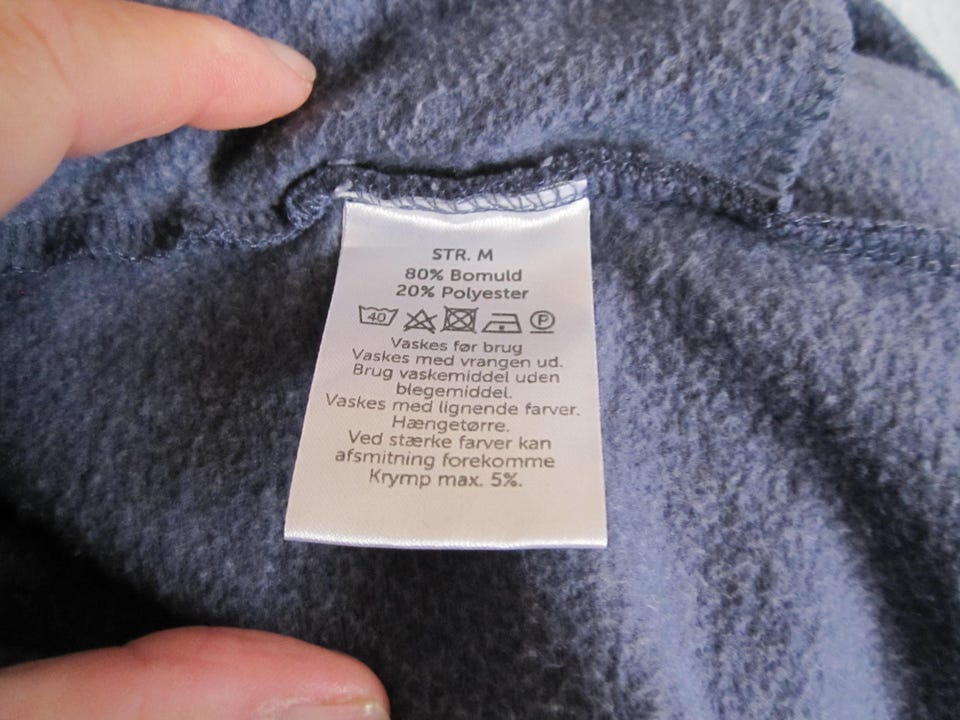 STR. M
80% Bomuld
20% Polyester
40 P
Vaskes før brug
Vaskes med vrangen ud.
Brug vaskemiddel uden
blegemiddel.
Vaskes med lignende farver.
Hængetørre.
Ved stærke farver kan
afsmitning forekomme
Krymp max. 5%.